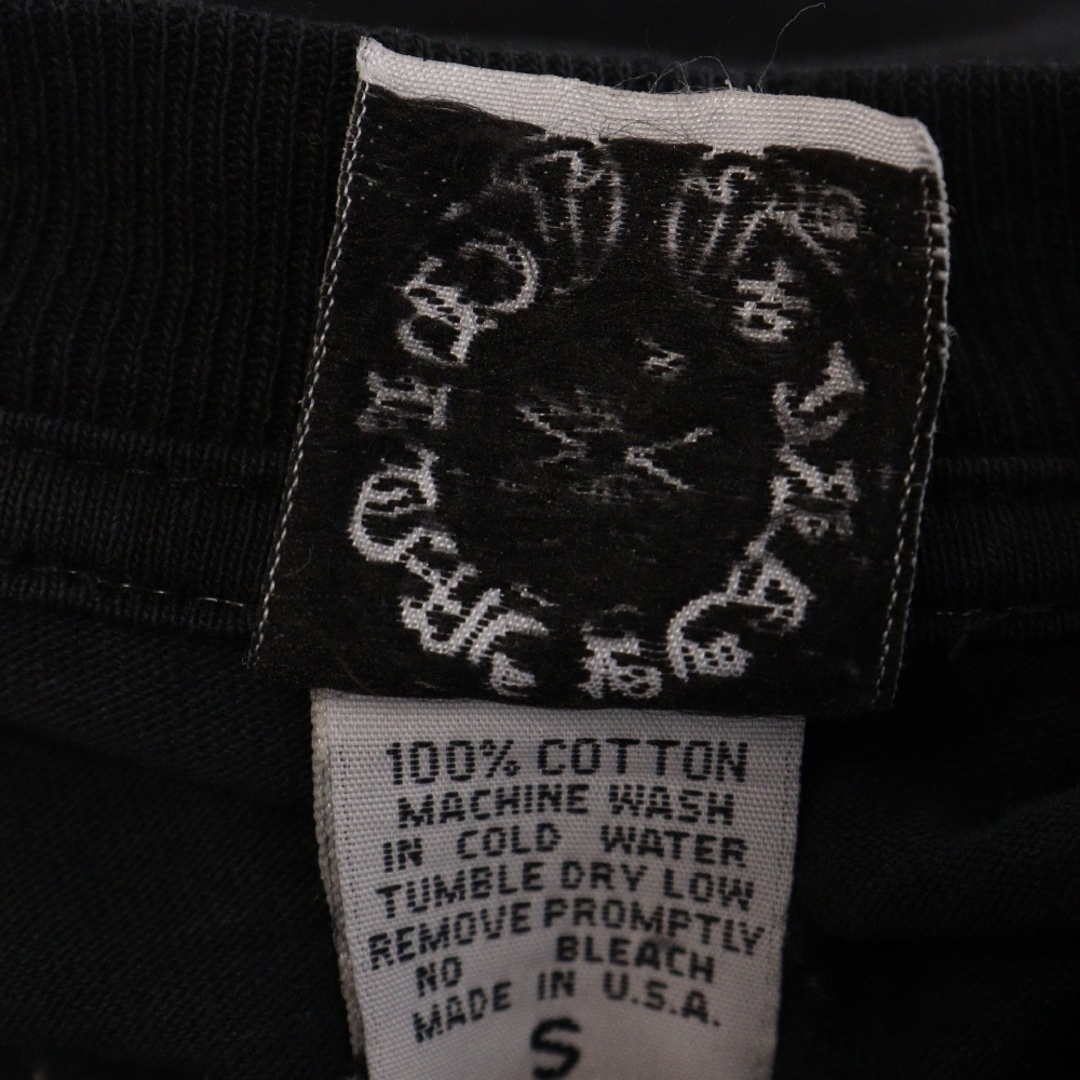 100% COTTON
MACHINE WASH
IN COLD WATER
TUMBLE DRY LOW
REMOVE PROMPTLY
NO BLEACH
MADE IN U.S.A.
S